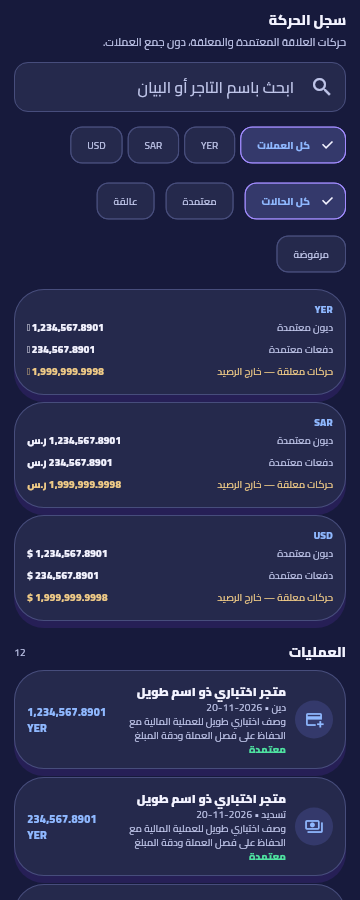 سجل الحركة
حركات العلاقة المعتمدة والمعلقة، دون جمع العملات.
ابحث باسم التاجر أو البيان
كل العملات
YER
SAR
USD
كل الحالات
معتمدة
عالقة
مرفوضة
YER
ديون معتمدة 1,234,567.8901
دفعات معتمدة 234,567.8901
حركات معلقة — خارج الرصيد 1,999,999.9998
SAR
ديون معتمدة 1,234,567.8901 ر.س
دفعات معتمدة 234,567.8901 ر.س
حركات معلقة — خارج الرصيد 1,999,999.9998 ر.س
USD
ديون معتمدة $ 1,234,567.8901
دفعات معتمدة $ 234,567.8901
حركات معلقة — خارج الرصيد $ 1,999,999.9998
العمليات 12
متجر اختباري ذو اسم طويل
دين • 2026-11-20
وصف اختباري طويل للعملية المالية مع
الحفاظ على فصل العملة ودقة المبلغ
معتمدة
1,234,567.8901
YER
متجر اختباري ذو اسم طويل
تسديد • 2026-11-20
وصف اختباري طويل للعملية المالية مع
الحفاظ على فصل العملة ودقة المبلغ
معتمدة
234,567.8901
YER